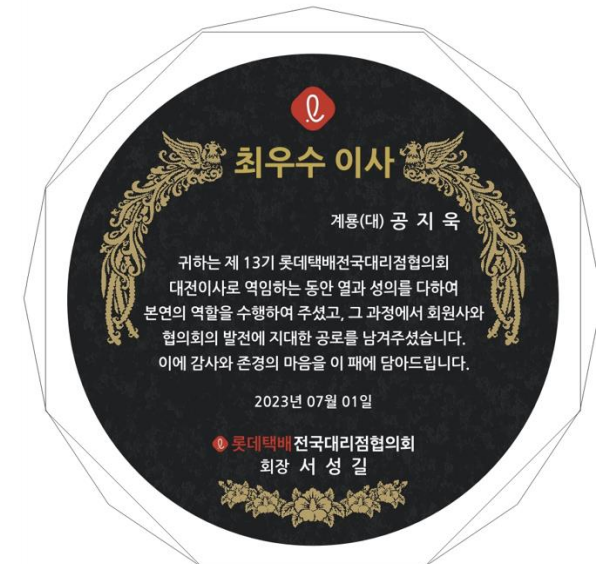 최우수 이사
계룡(대) 공 지 욱
귀하는 제 13기 롯데택배전국대리점협의회
대전이사로 역임하는 동안 열과 성의를 다하여
본연의 역할을 수행하여 주셨고, 그 과정에서 회원사와
협의회의 발전에 지대한 공로를 남겨주셨습니다.
이에 감사와 존경의 마음을 이 패에 담아드립니다.
2023년 07월 01일
롯데택배전국대리점협의회
회장 서 성 길